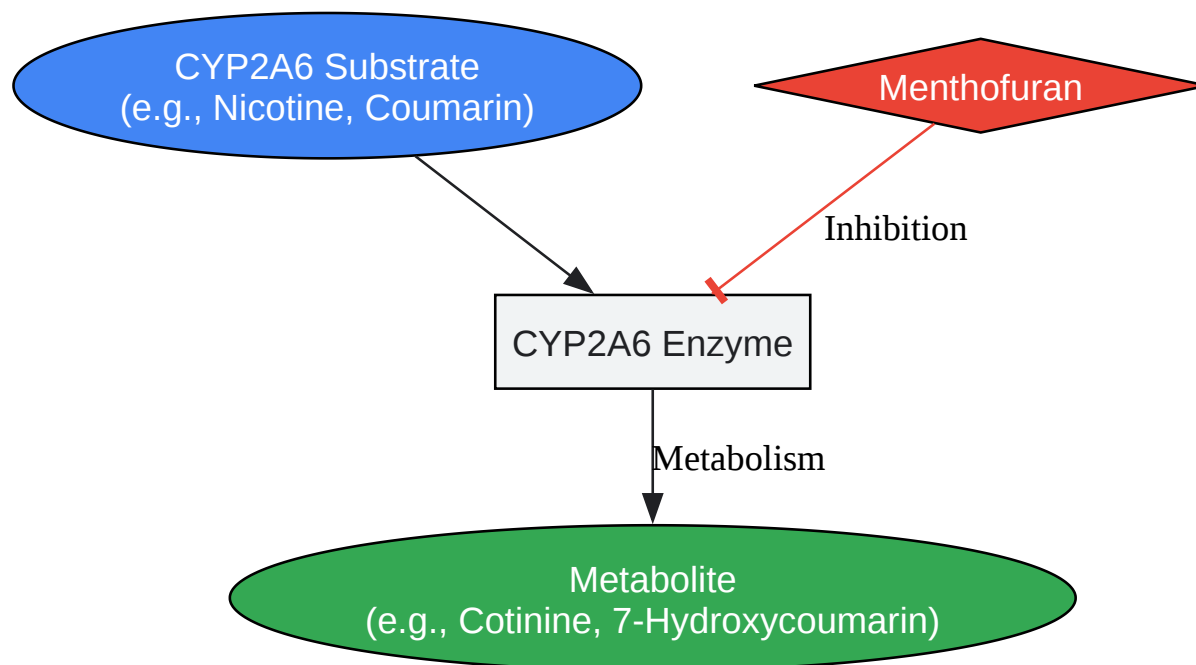 CYP2A6 Substrate
(e.g., Nicotine, Coumarin)
Menthofuran
Inhibition
CYP2A6 Enzyme
Metabolism
Metabolite
(e.g., Cotinine, 7-Hydroxycoumarin)